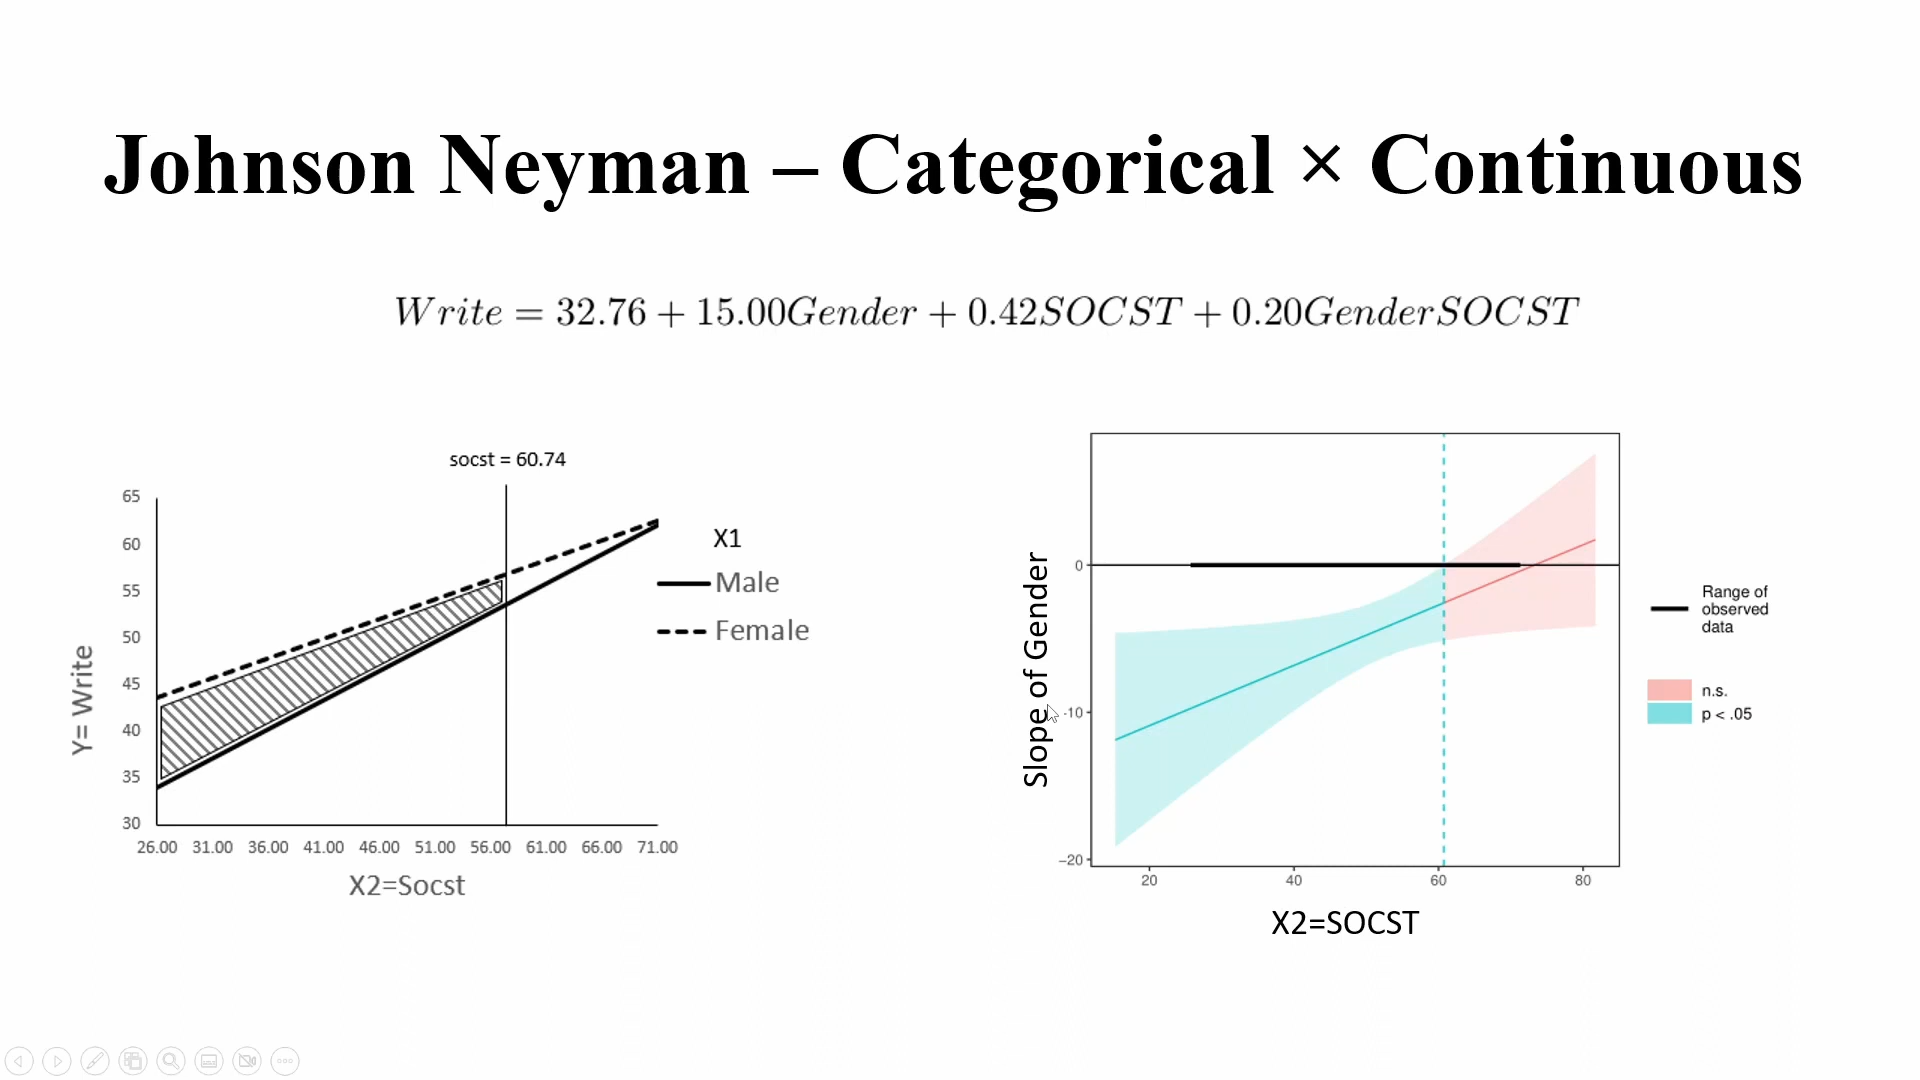 Johnson Neyman – Categorical × Continuous
Write = 32.76 + 15.00Gender + 0.42SOCST + 0.20GenderSOCST
socst = 60.74
65
60
55
50
45
40
35
30
Y= Write
26.00 31.00 36.00 41.00 46.00 51.00 56.00 61.00 66.00 71.00
X2=Socst
X1
Male
Female
Slope of Gender
0
-10
−20
20 40 60 80
X2=SOCST
Range of
observed
data
n.s.
p < .05